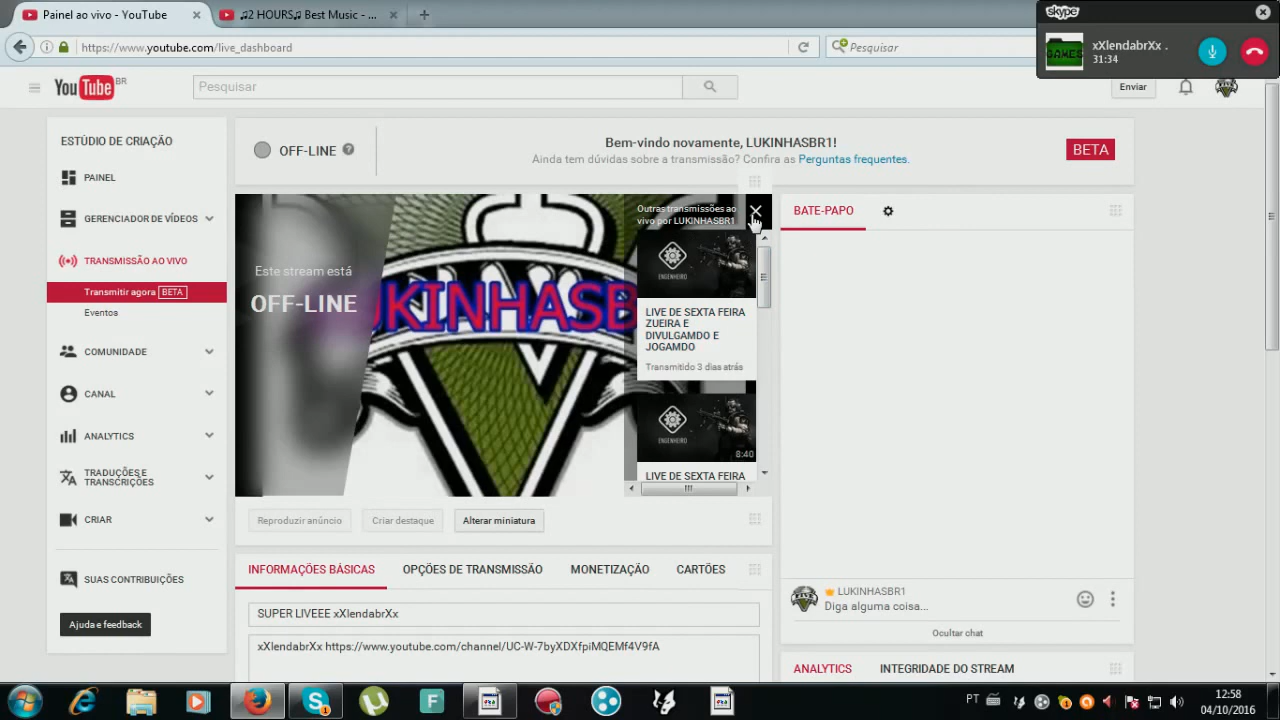 Painel ao vivo - YouTube
♫2 HOURS♫ Best Music - ...
skype
xXlendabrXx .
31:34
GAMES
https://www.youtube.com/live_dashboard
Pesquisar
YouTube BR
Pesquisar
Enviar
ESTÚDIO DE CRIAÇÃO
PAINEL
GERENCIADOR DE VÍDEOS
TRANSMISSÃO AO VIVO
Transmitir agora BETA
Eventos
COMUNIDADE
CANAL
ANALYTICS
TRADUÇÕES E
TRANSCRIÇÕES
CRIAR
SUAS CONTRIBUIÇÕES
Ajuda e feedback
OFF-LINE
Bem-vindo novamente, LUKINHASBR1!
Ainda tem dúvidas sobre a transmissão? Confira as Perguntas frequentes.
BETA
Este stream está
OFF-LINE
UKINHASB
Outras transmissões ao
vivo por LUKINHASBR1
ENGENHEIRO
LIVE DE SEXTA FEIRA
ZUEIRA E
DIVULGAMDO E
JOGAMDO
Transmitido 3 dias atrás
ENGENHEIRO
8:40
LIVE DE SEXTA FEIRA
Reproduzir anúncio
Criar destaque
Alterar miniatura
INFORMAÇÕES BÁSICAS
OPÇÕES DE TRANSMISSÃO
MONETIZAÇÃO
CARTÕES
SUPER LIVEEE xXlendabrXx
xXlendabrXx https://www.youtube.com/channel/UC-W-7byXDXfpiMQEMf4V9fA
BATE-PAPO
LUKINHASBR1
Diga alguma coisa...
Ocultar chat
ANALYTICS
INTEGRIDADE DO STREAM
PT
12:58
04/10/2016